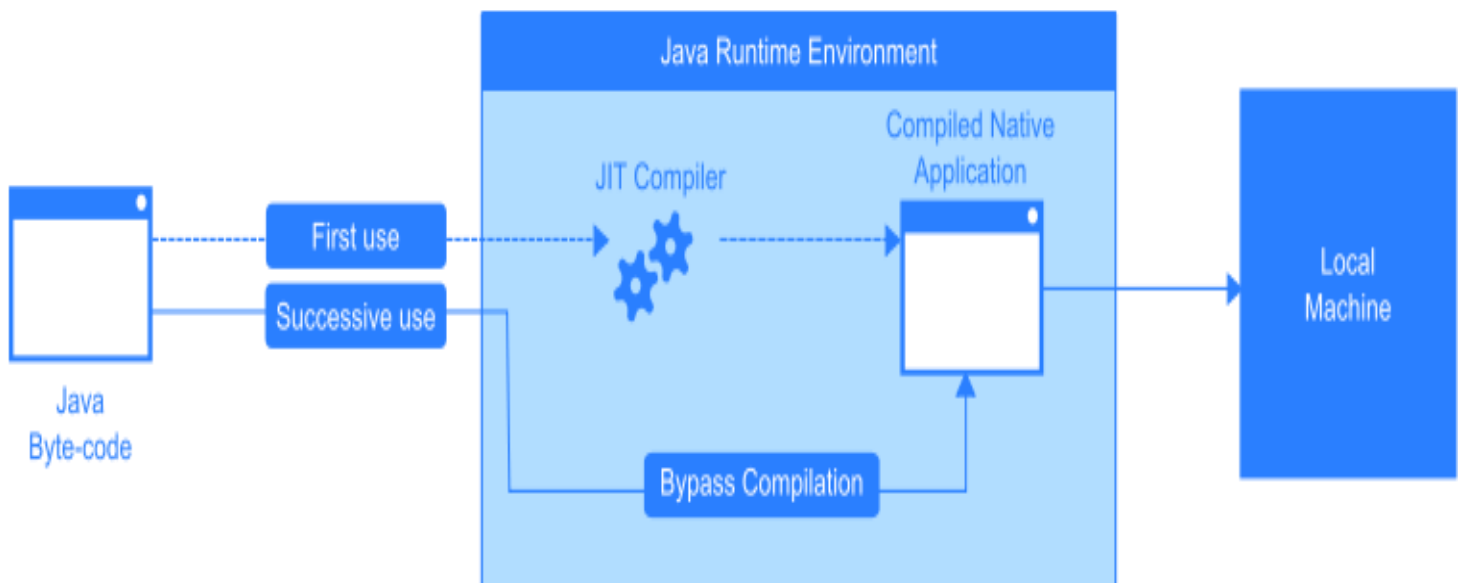 Java Runtime Environment
Compiled Native
Application
JIT Compiler
First use
Successive use
Java
Byte-code
Bypass Compilation
Local
Machine